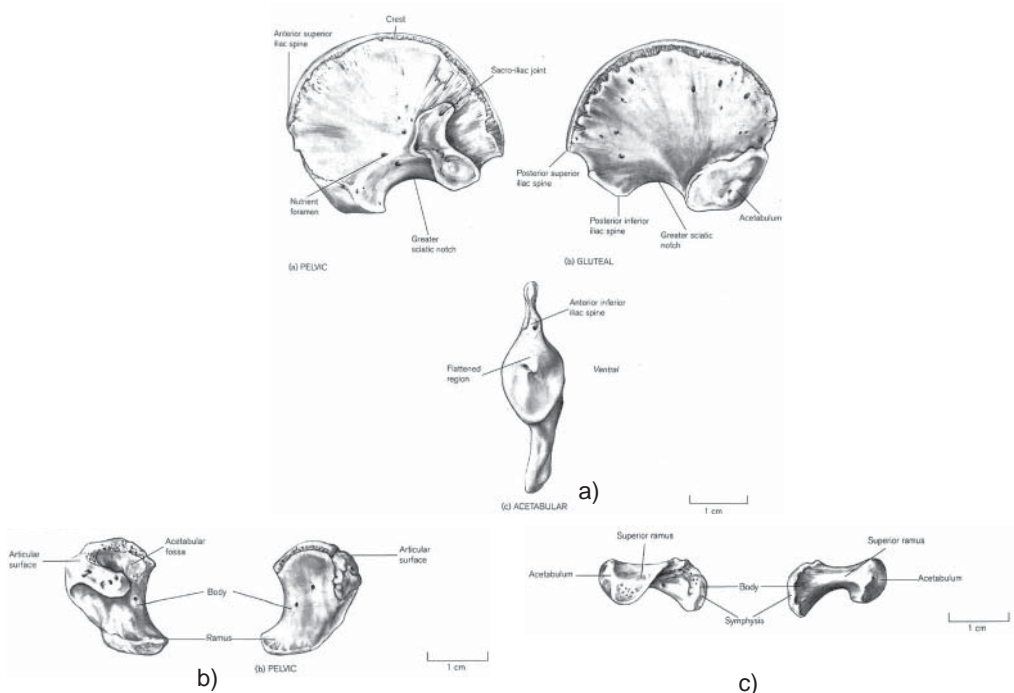 Crest
Anterior superior
iliac spine
Sacro-iliac joint
Nutrient
foramen
Greater
sciatic notch
(a) PELVIC
Posterior superior
iliac spine
Posterior inferior
iliac spine
Greater sciatic
notch
Acetabulum
(b) GLUTEAL
Anterior inferior
iliac spine
Flattened
region
Ventral
(c) ACETABULAR
a)
1 cm
Articular
surface
Acetabular
fossa
Body
Ramus
Articular
surface
(b) PELVIC
1 cm
b)
Superior ramus
Acetabulum
Body
Symphysis
Superior ramus
Acetabulum
1 cm
c)